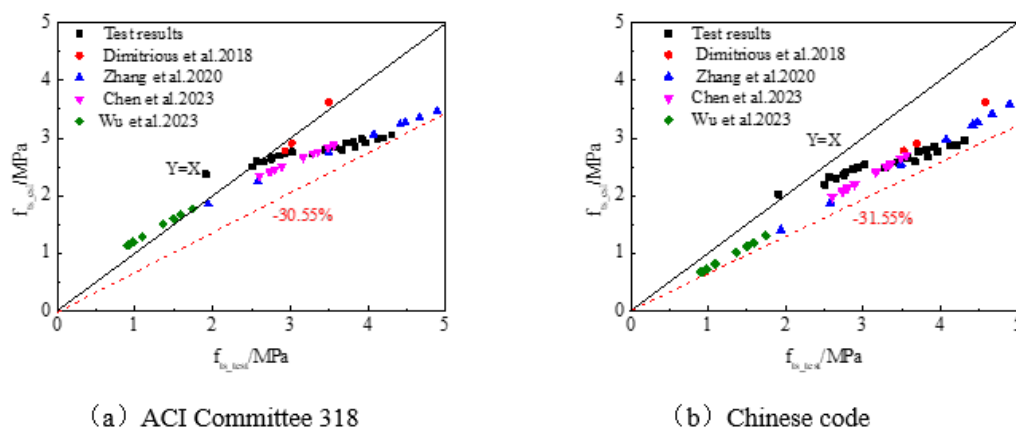 5
4
3
2
1
0
Test results
Dimitrious et al.2018
Zhang et al.2020
Chen et al.2023
Wu et al.2023
Y=X
-30.55%
0 1 2 3 4 5
f_ts_test/MPa
(a) ACI Committee 318
5
4
3
2
1
0
Test results
Dimitrious et al.2018
Zhang et al.2020
Chen et al.2023
Wu et al.2023
Y=X
-31.55%
0 1 2 3 4 5
f_ts_test/MPa
(b) Chinese code